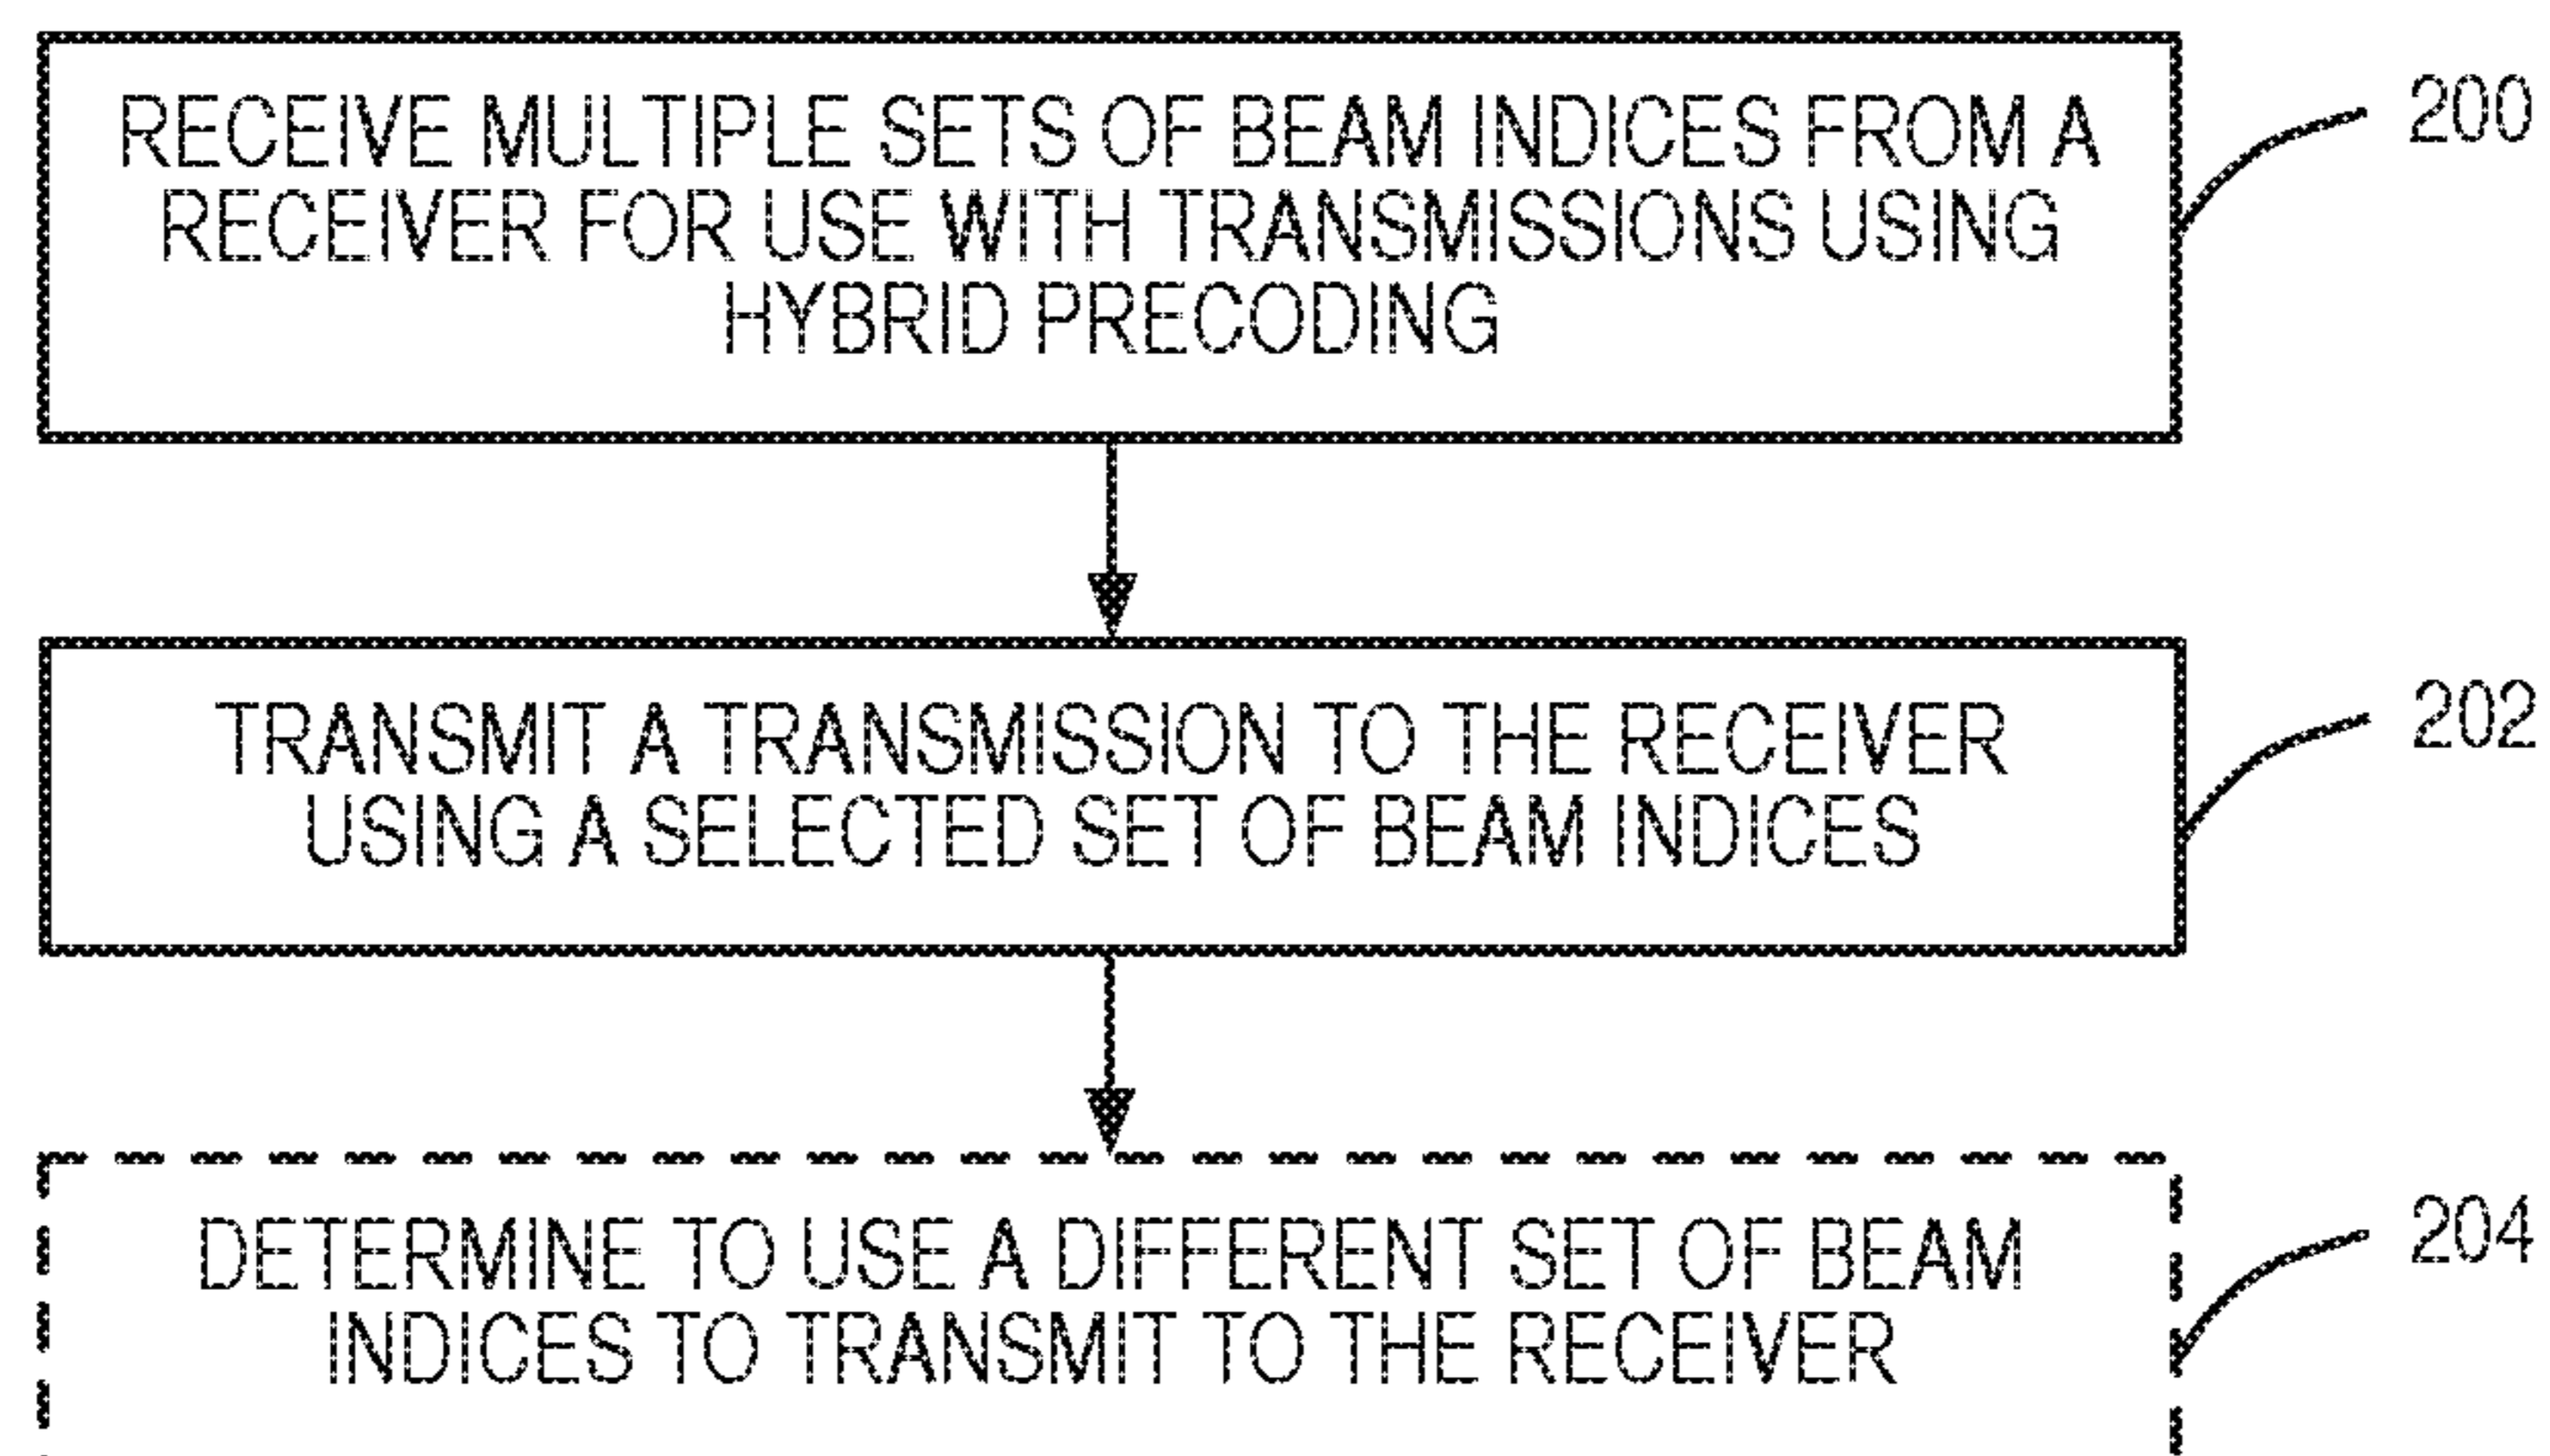 RECEIVE MULTIPLE SETS OF BEAM INDICES FROM A
RECEIVER FOR USE WITH TRANSMISSIONS USING
HYBRID PRECODING
200
TRANSMIT A TRANSMISSION TO THE RECEIVER
USING A SELECTED SET OF BEAM INDICES
202
DETERMINE TO USE A DIFFERENT SET OF BEAM
INDICES TO TRANSMIT TO THE RECEIVER
204